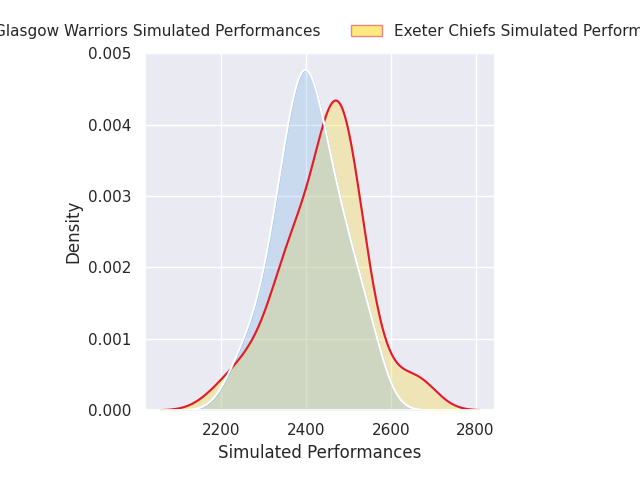 Glasgow Warriors Simulated Performances
Exeter Chiefs Simulated Perform
0.005
0.004
0.003
0.002
0.001
0.000
Density
2200 2400 2600 2800
Simulated Performances